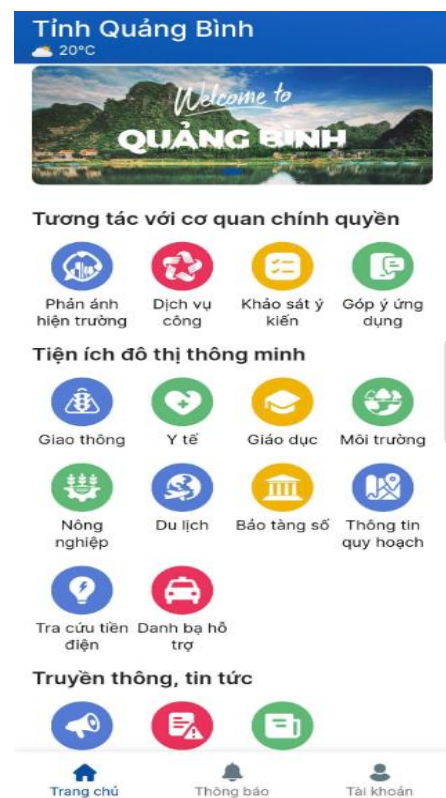 Tỉnh Quảng Bình
20°C
Welcome to
QUẢNG BÌNH
Tương tác với cơ quan chính quyền
Phản ánh hiện trường
Dịch vụ công
Khảo sát ý kiến
Góp ý ứng dụng
Tiện ích đô thị thông minh
Giao thông
Y tế
Giáo dục
Môi trường
Nông nghiệp
Du lịch
Bảo tàng số
Thông tin quy hoạch
Tra cứu tiền điện
Danh bạ hỗ trợ
Truyền thông, tin tức
Trang chủ
Thông báo
Tài khoản